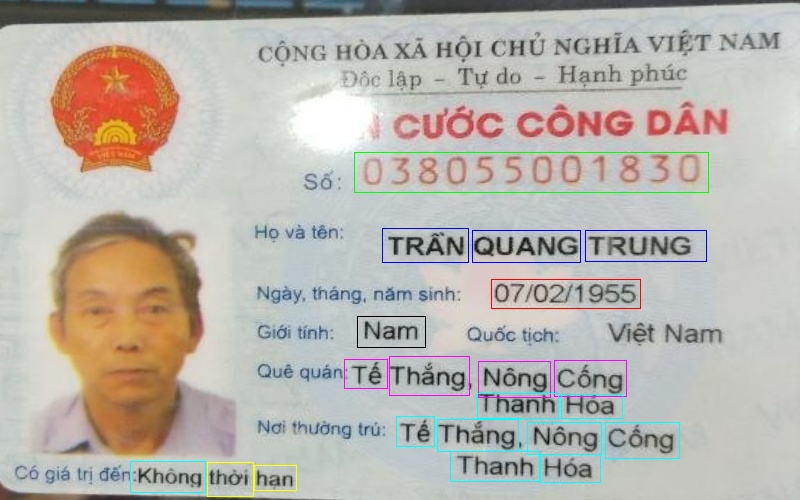 CỘNG HÒA XÃ HỘI CHỦ NGHĨA VIỆT NAM
Độc lập - Tự do - Hạnh phúc
CƯỚC CÔNG DÂN
Số: 038055001830
Họ và tên: TRẦN QUANG TRUNG
Ngày, tháng, năm sinh: 07/02/1955
Giới tính: Nam Quốc tịch: Việt Nam
Quê quán: Tế Thắng, Nông Cống
Thanh Hóa
Nơi thường trú: Tế Thắng, Nông Cống
Thanh Hóa
Có giá trị đến: Không thời hạn